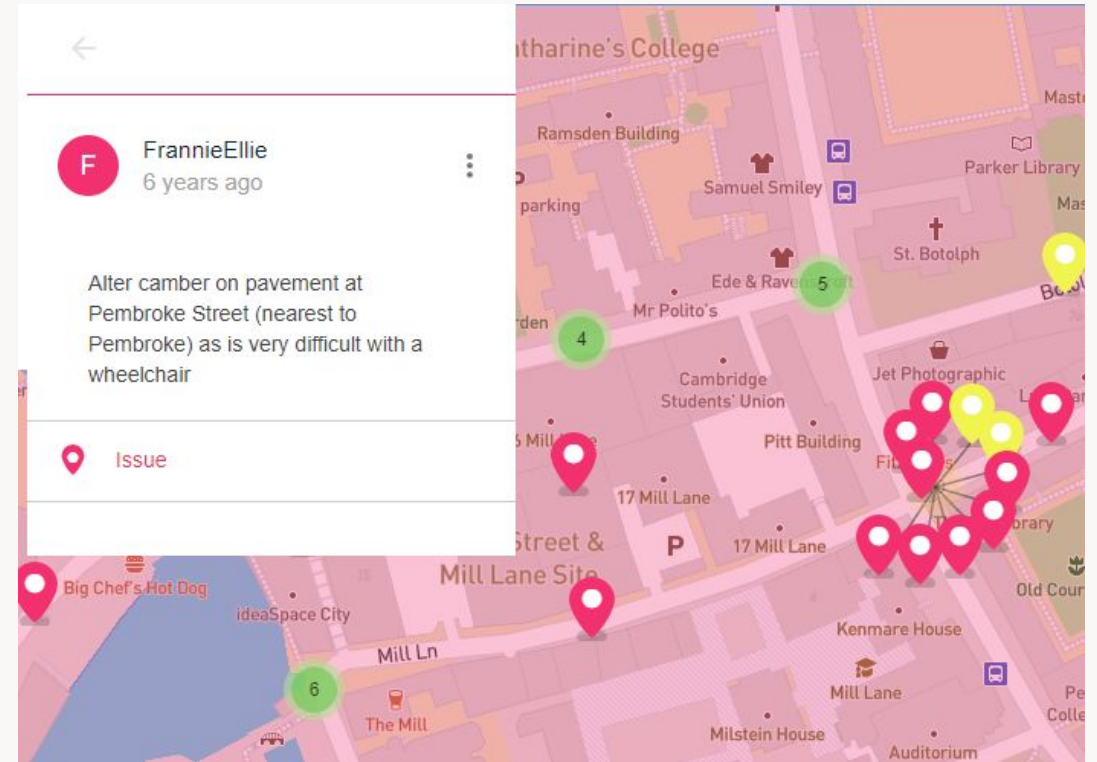 F
FrannieEllie
6 years ago
Alter camber on pavement at
Pembroke Street (nearest to
Pembroke) as is very difficult with a
wheelchair
Issue
tharine's College
Ramsden Building
Samuel Smiley
parking
Parker Library
St. Botolph
Ede &
5
Mr Polito's
4
Jet Photographic
Cambridge
Students' Union
Pitt Building
17 Mill Lane
Street &
Mill Lane Site
P
17 Mill Lane
Big Chef's Hot Dog
ideaSpace City
Old
Kenmare House
Mill Ln
6
The Mill
Mill Lane
Milstein House
Auditorium